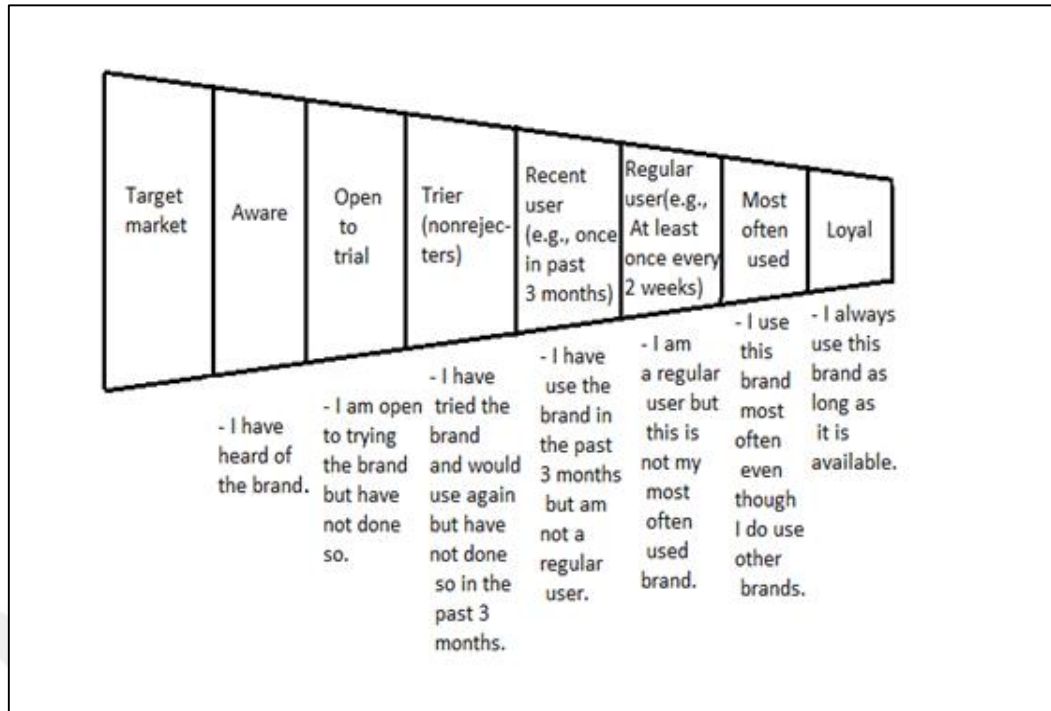 Target
market
Aware
Open
to
trial
Trier
(nonrejec-
ters)
Recent
user
(e.g., once
in past
3 months)
Regular
user(e.g.,
At least
once every
2 weeks)
Most
often
used
Loyal
- I have
heard of
the brand.
- I am open
to trying
the brand
but have
not done
so.
- I have
tried the
brand
and would
use again
but have
not done
so in the
past 3
months.
- I have
use the
brand in
the past
3 months
but am
not a
regular
user.
- I am
a regular
user but
this is
not my
most
often
used
brand.
- I use
this
brand
most
often
even
though
I do use
other
brands.
- I always
use this
brand as
long as
it is
available.